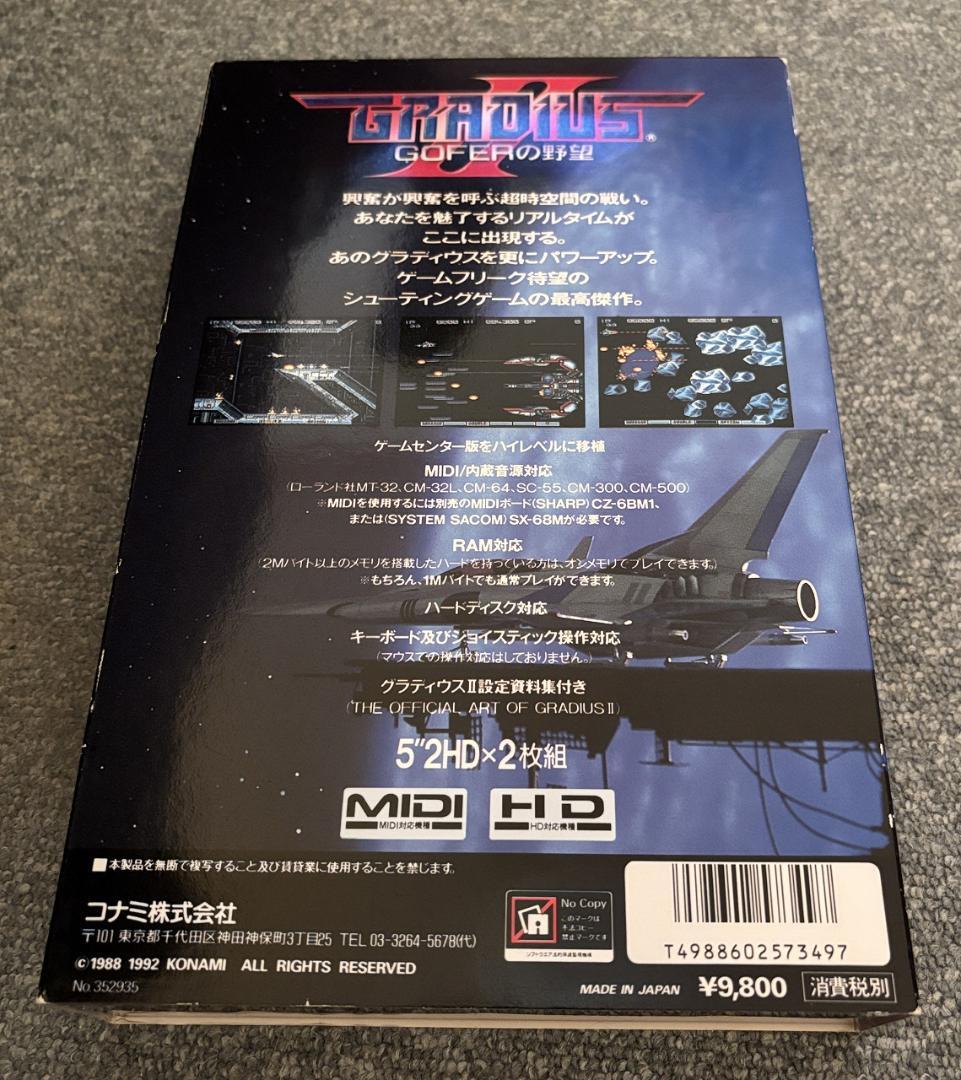 GRADIUS II ®
GOFERの野望
興奮が興奮を呼ぶ超時空間の戦い。
あなたを魅了するリアルタイムが
ここに出現する。
あのグラディウスを更にパワーアップ。
ゲームフリーク待望の
シューティングゲームの最高傑作。
ゲームセンター版をハイレベルに移植
MIDI/内蔵音源対応
(ローランド社MT-32、CM-32L、CM-64、SC-55、CM-300、CM-500)
※MIDIを使用するには別売のMIDIボード(SHARP)CZ-6BM1、
または(SYSTEM SACOM)SX-68Mが必要です。
RAM対応
(2Mバイト以上のメモリを搭載したハードを持っている方は、オンメモリでプレイできます。)
※もちろん、1Mバイトでも通常プレイができます。
ハードディスク対応
キーボード及びジョイスティック操作対応
(マウスでの操作対応はしておりません。)
グラディウスII設定資料集付き
(THE OFFICIAL ART OF GRADIUS II)
5"2HD×2枚組
MIDI
MIDI対応機種
HD
HD対応機種
■本製品を無断で複写すること及び賃貸業に使用することを禁じます。
コナミ株式会社
〒101 東京都千代田区神田神保町3丁目25 TEL 03-3264-5678(代)
©1988 1992 KONAMI ALL RIGHTS RESERVED
No.352935
No Copy
このマークは
不法コピー
禁止マークです
T4988602573497
MADE IN JAPAN ¥9,800 消費税別